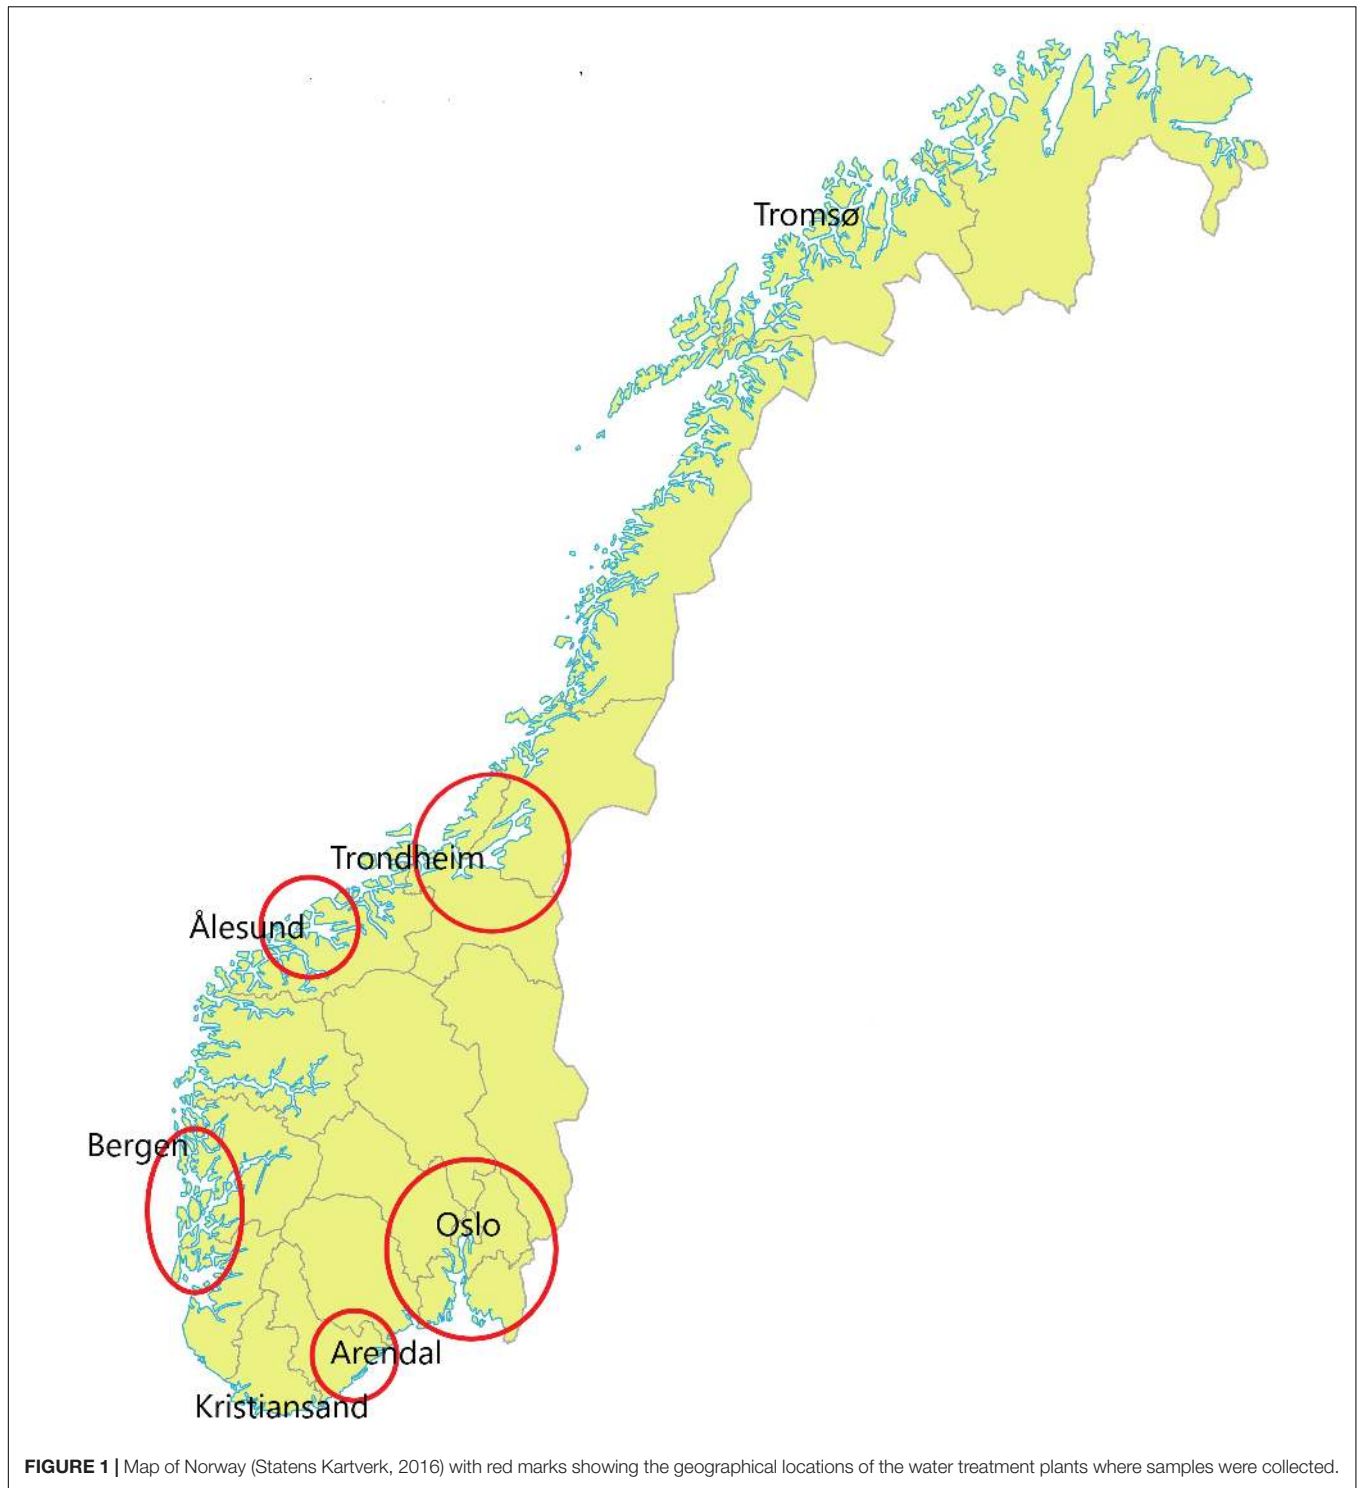 Tromsø
Trondheim
Ålesund
Bergen
Oslo
Arendal
Kristiansand
FIGURE 1 | Map of Norway (Statens Kartverk, 2016) with red marks showing the geographical locations of the water treatment plants where samples were collected.